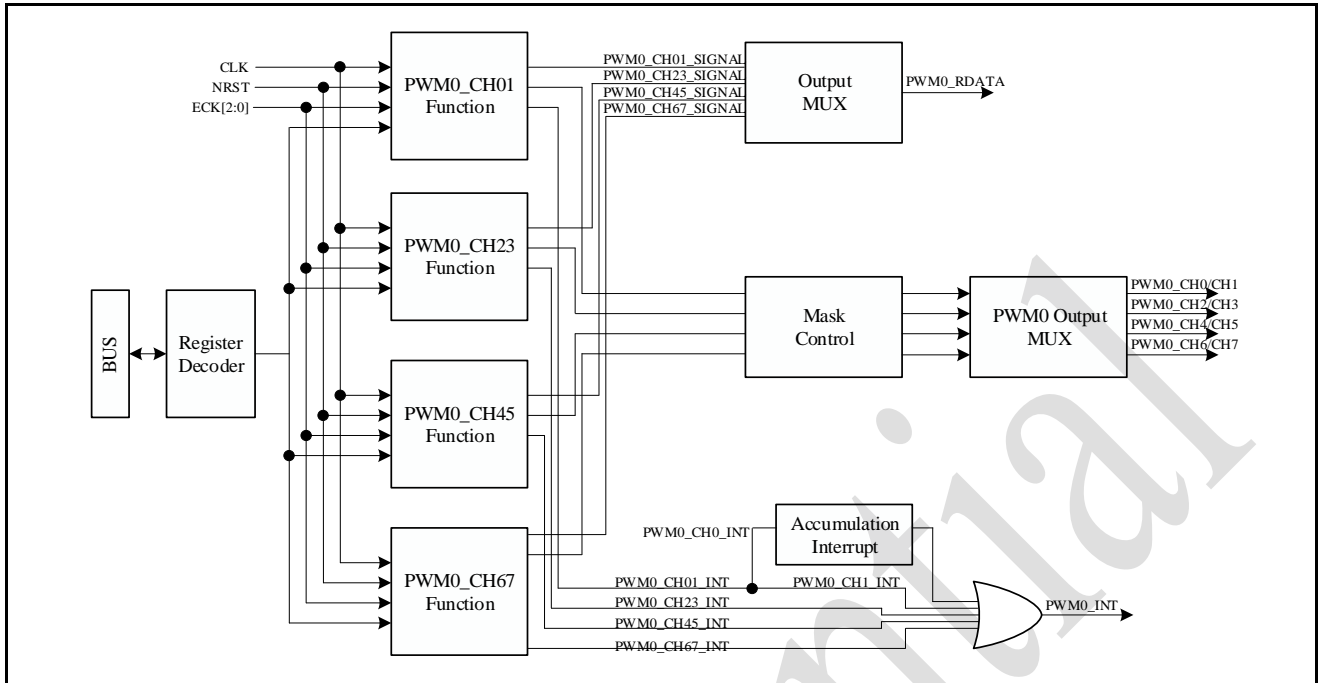 CLK
NRST
ECK[2:0]
PWM0_CH01
Function
PWM0_CH01_SIGNAL
PWM0_CH23_SIGNAL
PWM0_CH45_SIGNAL
PWM0_CH67_SIGNAL
Output
MUX
PWM0_RDATA
PWM0_CH23
Function
BUS
Register
Decoder
Mask
Control
PWM0 Output
MUX
PWM0_CH0/CH1
PWM0_CH2/CH3
PWM0_CH4/CH5
PWM0_CH6/CH7
PWM0_CH45
Function
PWM0_CH67
Function
PWM0_CH0_INT
Accumulation
Interrupt
PWM0_CH01_INT
PWM0_CH1_INT
PWM0_CH23_INT
PWM0_CH45_INT
PWM0_CH67_INT
PWM0_INT
ntial